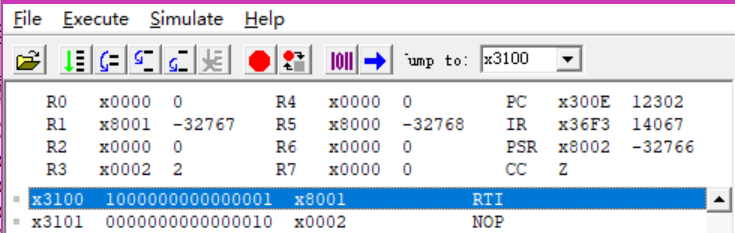 File Execute Simulate Help
Jump to: x3100
R0 x0000 0 R4 x0000 0 PC x300E 12302
R1 x8001 -32767 R5 x8000 -32768 IR x36F3 14067
R2 x0000 0 R6 x0000 0 PSR x8002 -32766
R3 x0002 2 R7 x0000 0 CC Z
x3100 1000000000000001 x8001 RTI
x3101 0000000000000010 x0002 NOP